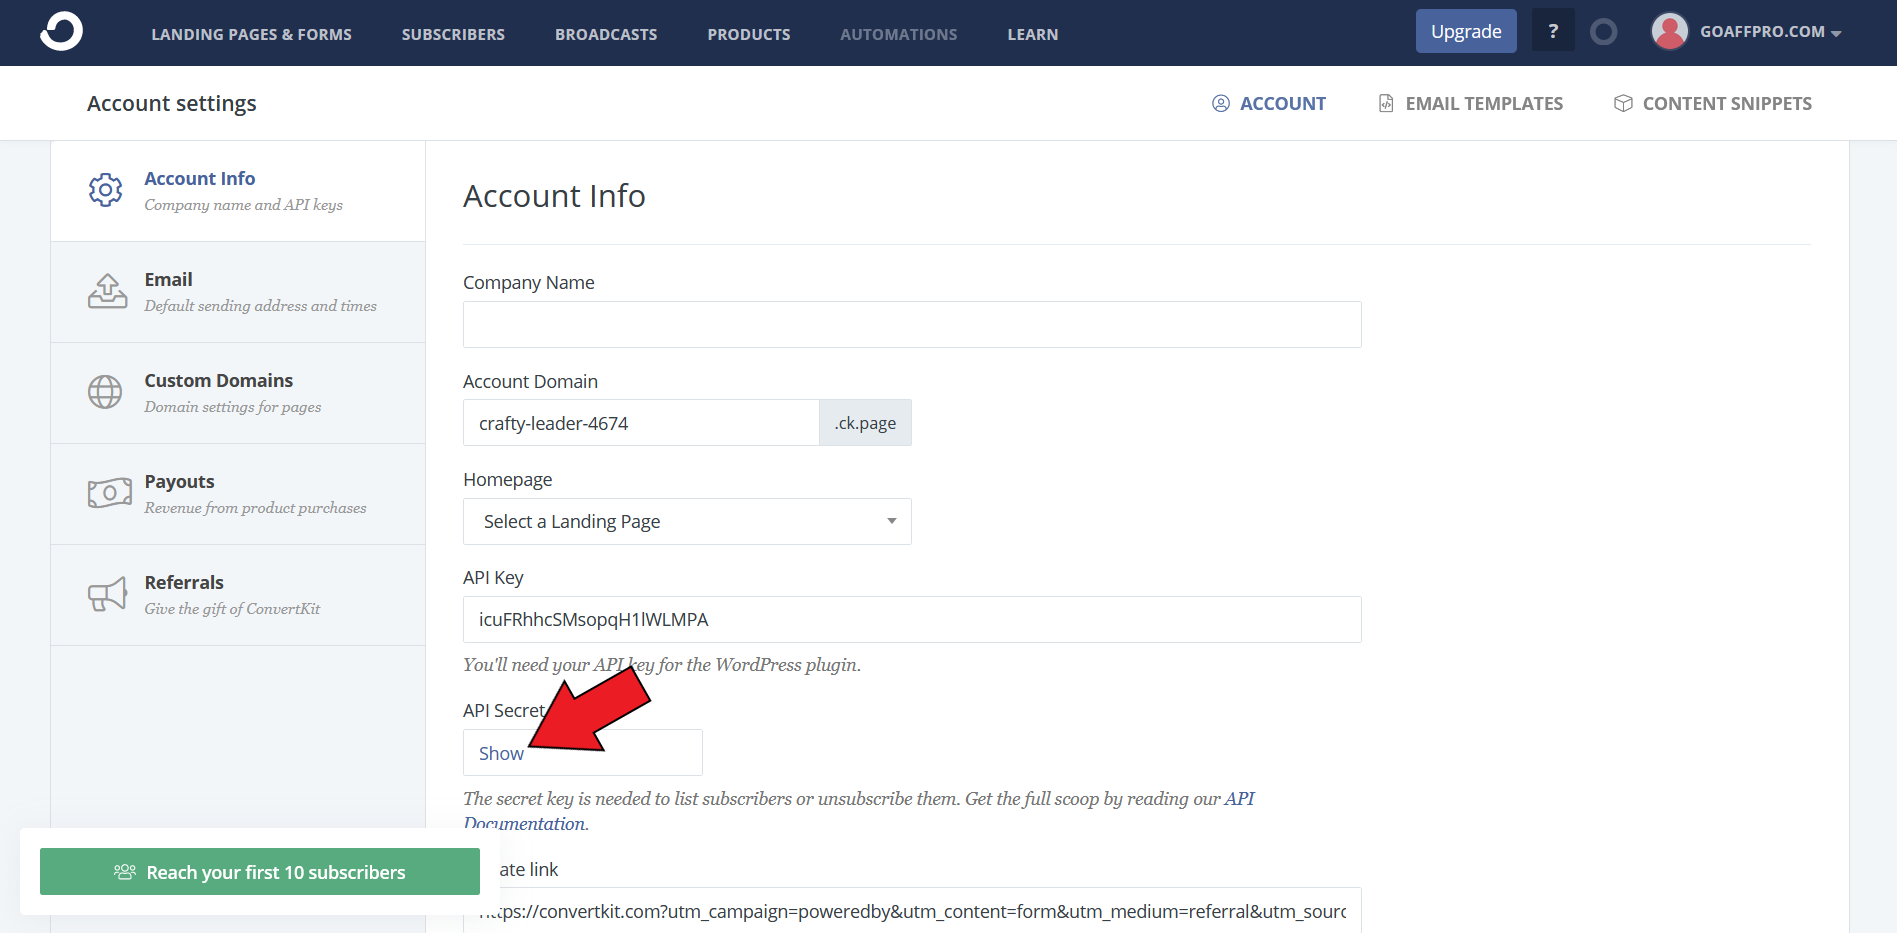 LANDING PAGES & FORMS SUBSCRIBERS BROADCASTS PRODUCTS AUTOMATIONS LEARN Upgrade ? GOAFFPRO.COM
Account settings ACCOUNT EMAIL TEMPLATES CONTENT SNIPPETS
Account Info
Company name and API keys
Email
Default sending address and times
Custom Domains
Domain settings for pages
Payouts
Revenue from product purchases
Referrals
Give the gift of ConvertKit
Account Info
Company Name
Account Domain
crafty-leader-4674 .ck.page
Homepage
Select a Landing Page
API Key
icuFRhhcSMsopqH1lWLMPA
You'll need your API key for the WordPress plugin.
API Secret
Show
The secret key is needed to list subscribers or unsubscribe them. Get the full scoop by reading our API
Documentation.
ate link
https://convertkit.com?utm_campaign=poweredby&utm_content=form&utm_medium=referral&utm_sourc
Reach your first 10 subscribers